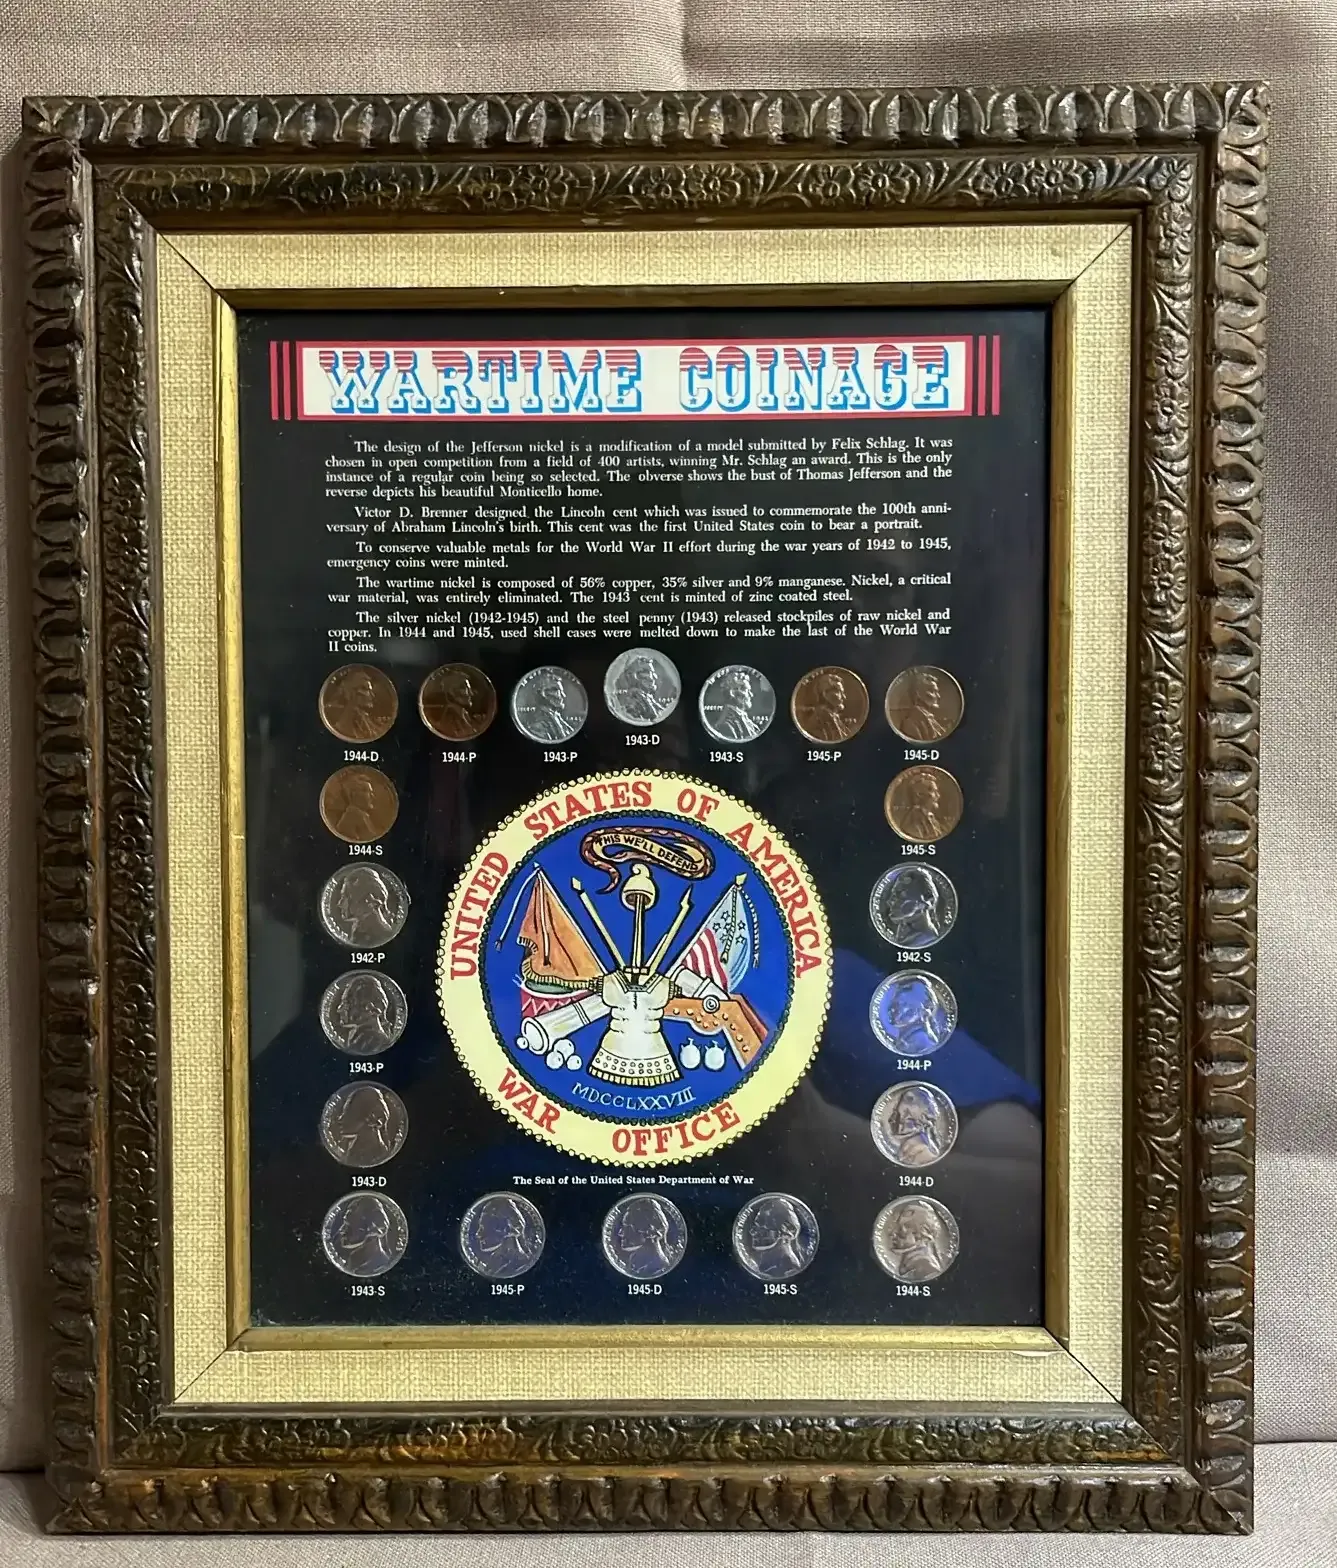 WARTIME COINAGE
The design of the Jefferson nickel is a modification of a model submitted by Felix Schlag. It was
chosen in open competition from a field of 400 artists, winning Mr. Schlag an award. This is the only
instance of a regular coin being so selected. The obverse shows the bust of Thomas Jefferson and the
reverse depicts his beautiful Monticello home.
Victor D. Brenner designed the Lincoln cent which was issued to commemorate the 100th anni-
versary of Abraham Lincoln's birth. This cent was the first United States coin to bear a portrait.
To conserve valuable metals for the World War II effort during the war years of 1942 to 1945,
emergency coins were minted.
The wartime nickel is composed of 56% copper, 35% silver and 9% manganese. Nickel, a critical
war material, was entirely eliminated. The 1943 cent is minted of zinc coated steel.
The silver nickel (1942-1945) and the steel penny (1943) released stockpiles of raw nickel and
copper. In 1944 and 1945, used shell cases were melted down to make the last of the World War
II coins.
1944-D 1944-P 1943-P 1943-D 1943-S 1945-P 1945-D
1944-S 1945-S
UNITED STATES OF AMERICA
THIS WE'LL DEFEND
1942-P 1942-S
1943-P 1944-P
MDCCLXXVIII
WAR OFFICE
1943-D 1944-D
The Seal of the United States Department of War
1943-S 1945-P 1945-D 1945-S 1944-S